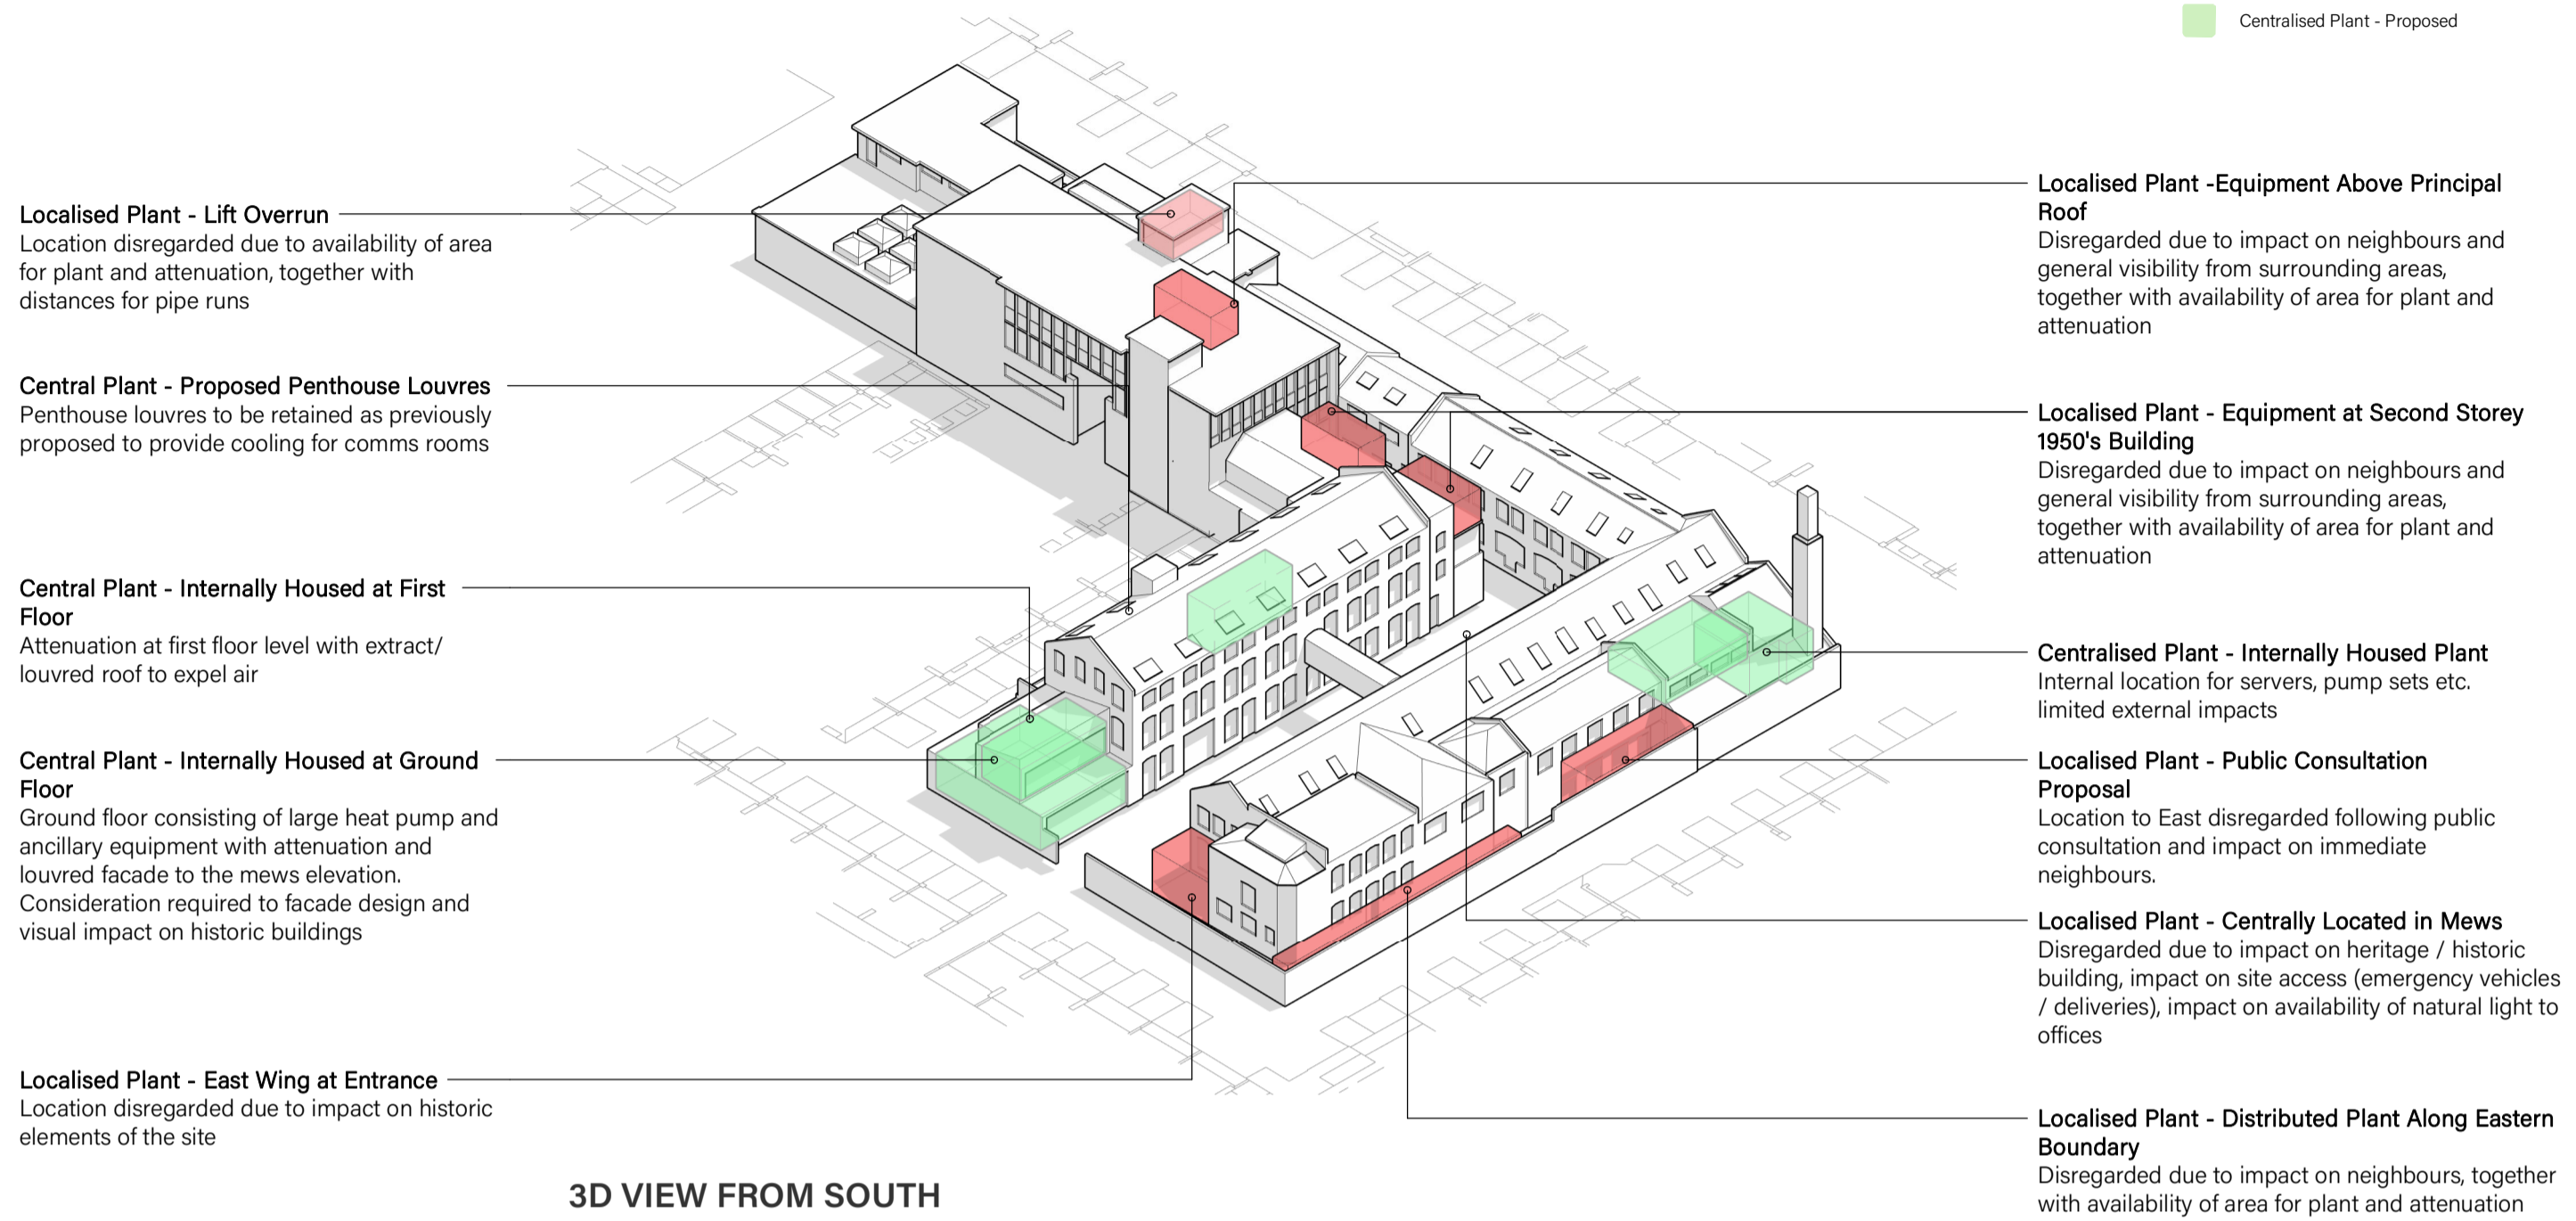 Centralised Plant - Proposed
Localised Plant - Lift Overrun
Location disregarded due to availability of area
for plant and attenuation, together with
distances for pipe runs
Central Plant - Proposed Penthouse Louvres
Penthouse louvres to be retained as previously
proposed to provide cooling for comms rooms
Central Plant - Internally Housed at First
Floor
Attenuation at first floor level with extract/
louvred roof to expel air
Central Plant - Internally Housed at Ground
Floor
Ground floor consisting of large heat pump and
ancillary equipment with attenuation and
louvred facade to the mews elevation.
Consideration required to facade design and
visual impact on historic buildings
Localised Plant - East Wing at Entrance
Location disregarded due to impact on historic
elements of the site
Localised Plant -Equipment Above Principal
Roof
Disregarded due to impact on neighbours and
general visibility from surrounding areas,
together with availability of area for plant and
attenuation
Localised Plant - Equipment at Second Storey
1950's Building
Disregarded due to impact on neighbours and
general visibility from surrounding areas,
together with availability of area for plant and
attenuation
Centralised Plant - Internally Housed Plant
Internal location for servers, pump sets etc.
limited external impacts
Localised Plant - Public Consultation
Proposal
Location to East disregarded following public
consultation and impact on immediate
neighbours.
Localised Plant - Centrally Located in Mews
Disregarded due to impact on heritage / historic
building, impact on site access (emergency vehicles
/ deliveries), impact on availability of natural light to
offices
Localised Plant - Distributed Plant Along Eastern
Boundary
Disregarded due to impact on neighbours, together
with availability of area for plant and attenuation
3D VIEW FROM SOUTH